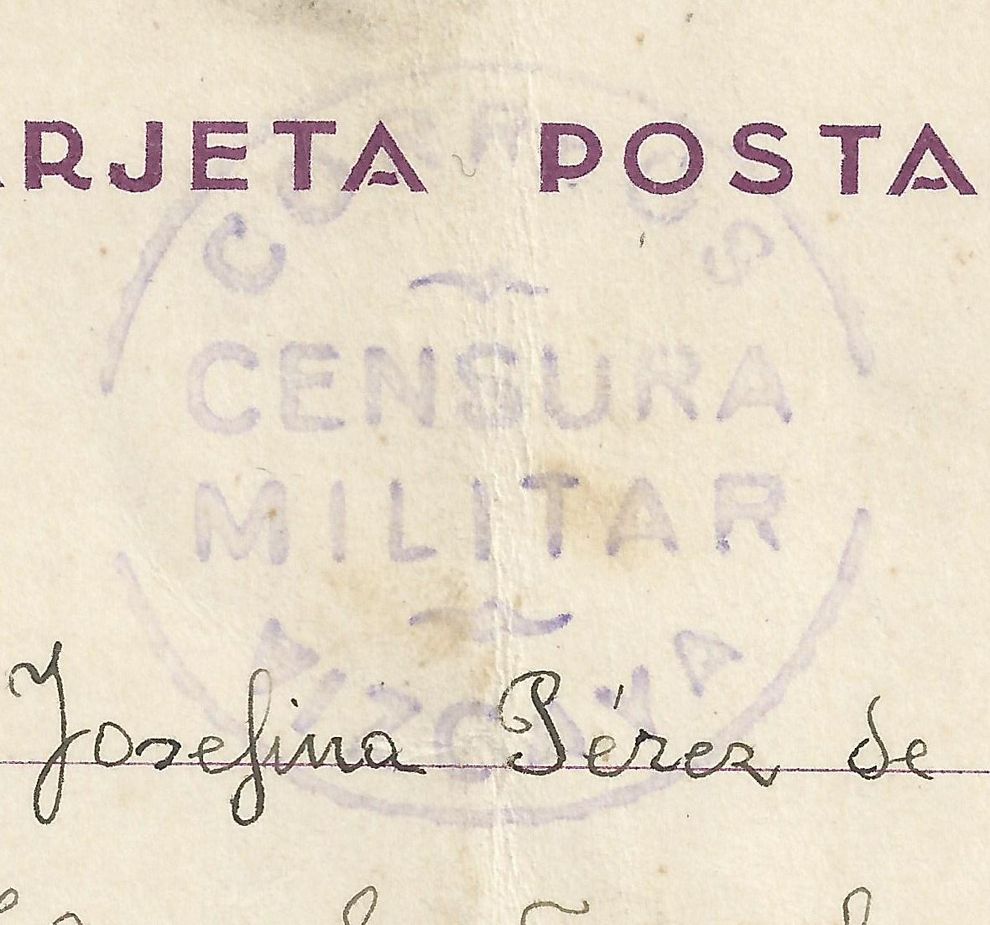 ARJETA POSTA
CORREOS
CENSURA
MILITAR
VIZCAYA
Josefina Pérez de